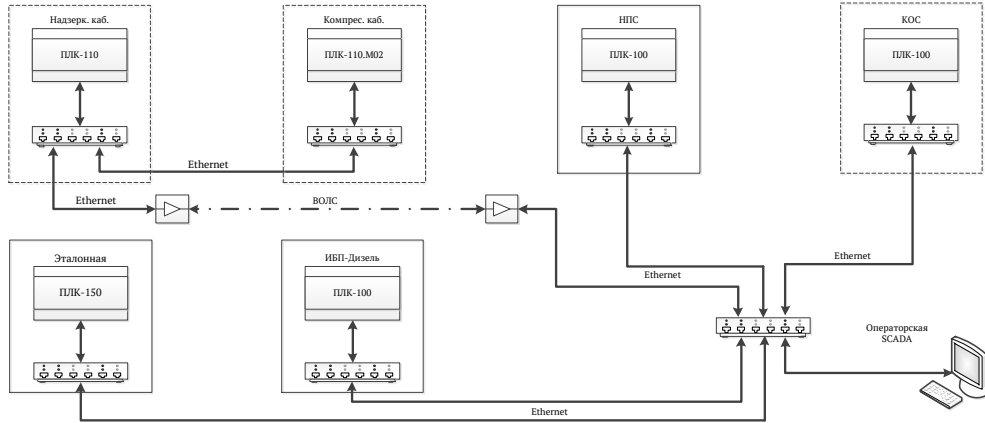 Надзерк. каб.
Компрес. каб.
НПС
КОС
ПЛК-110
ПЛК-110.М02
ПЛК-100
ПЛК-100
Ethernet
Ethernet
ВОЛС
Ethernet
Ethernet
Эталонная
ИБП-Дизель
ПЛК-150
ПЛК-100
Операторская
SCADA
Ethernet